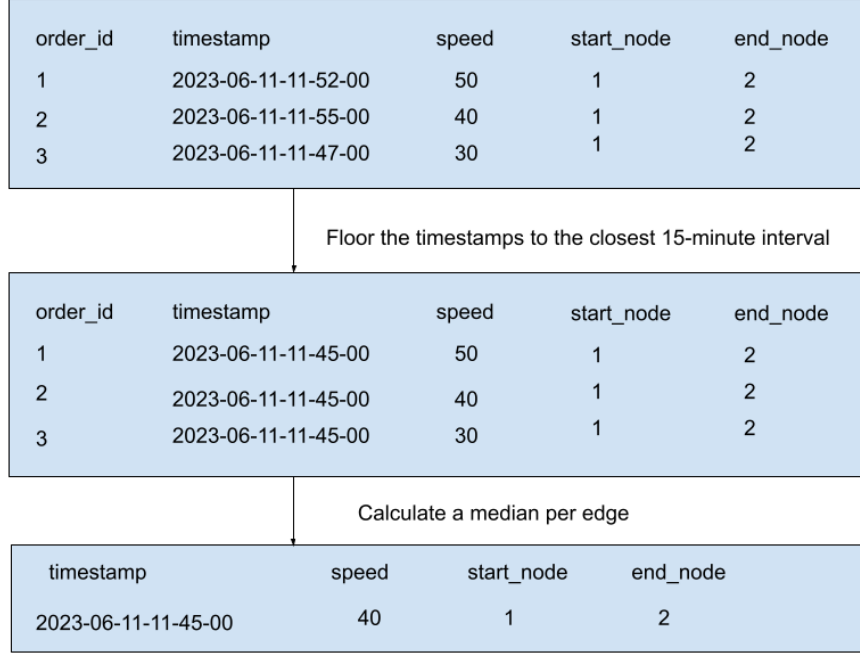 order_id timestamp speed start_node end_node
1 2023-06-11-11-52-00 50 1 2
2 2023-06-11-11-55-00 40 1 2
3 2023-06-11-11-47-00 30 1 2
Floor the timestamps to the closest 15-minute interval
order_id timestamp speed start_node end_node
1 2023-06-11-11-45-00 50 1 2
2 2023-06-11-11-45-00 40 1 2
3 2023-06-11-11-45-00 30 1 2
Calculate a median per edge
timestamp speed start_node end_node
2023-06-11-11-45-00 40 1 2